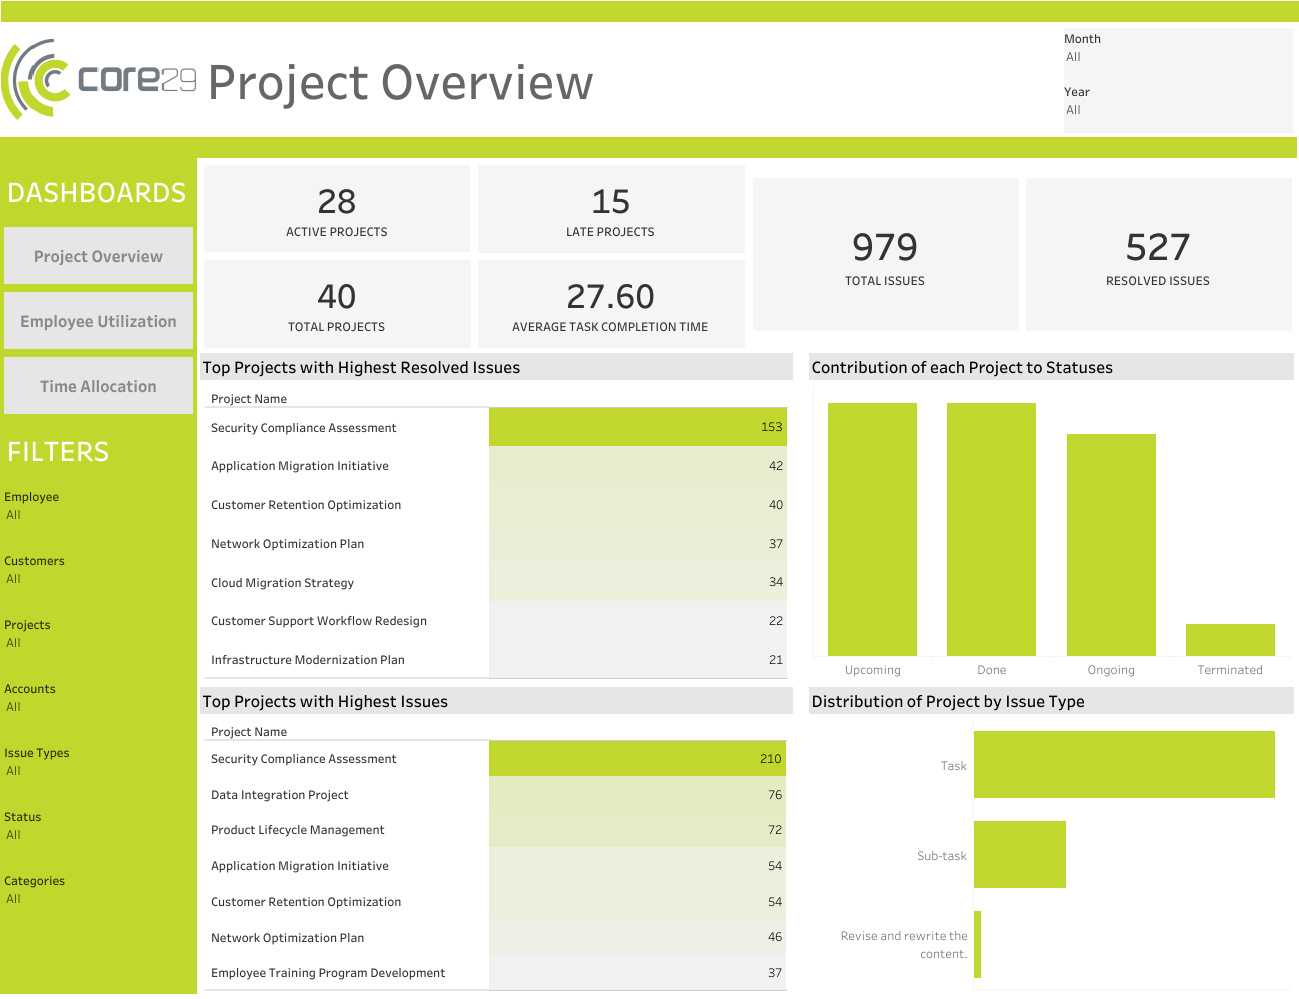 core29 Project Overview
Month
All
Year
All
DASHBOARDS
Project Overview
Employee Utilization
Time Allocation
FILTERS
Employee
All
Customers
All
Projects
All
Accounts
All
Issue Types
All
Status
All
Categories
All
28
ACTIVE PROJECTS
15
LATE PROJECTS
40
TOTAL PROJECTS
27.60
AVERAGE TASK COMPLETION TIME
979
TOTAL ISSUES
527
RESOLVED ISSUES
Top Projects with Highest Resolved Issues
Project Name
Security Compliance Assessment 153
Application Migration Initiative 42
Customer Retention Optimization 40
Network Optimization Plan 37
Cloud Migration Strategy 34
Customer Support Workflow Redesign 22
Infrastructure Modernization Plan 21
Contribution of each Project to Statuses
Upcoming Done Ongoing Terminated
Top Projects with Highest Issues
Project Name
Security Compliance Assessment 210
Data Integration Project 76
Product Lifecycle Management 72
Application Migration Initiative 54
Customer Retention Optimization 54
Network Optimization Plan 46
Employee Training Program Development 37
Distribution of Project by Issue Type
Task
Sub-task
Revise and rewrite the
content.